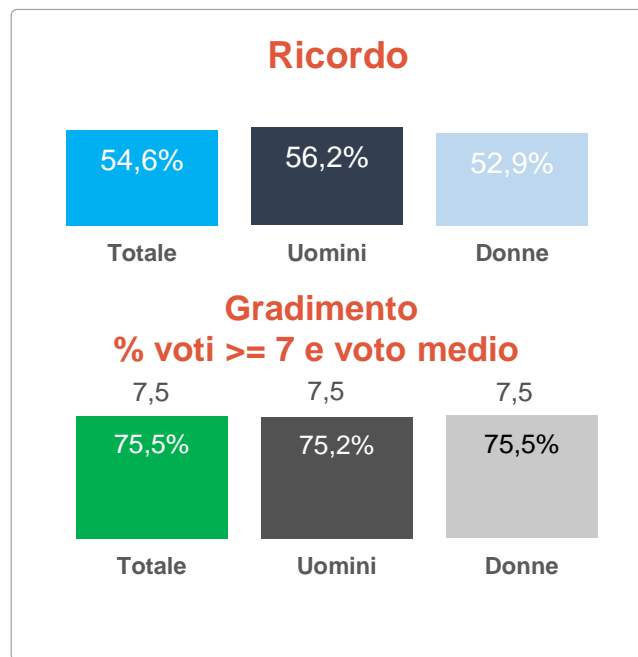 Ricordo
54,6% 56,2% 52,9%
Totale Uomini Donne
Gradimento
% voti >= 7 e voto medio
7,5 7,5 7,5
75,5% 75,2% 75,5%
Totale Uomini Donne